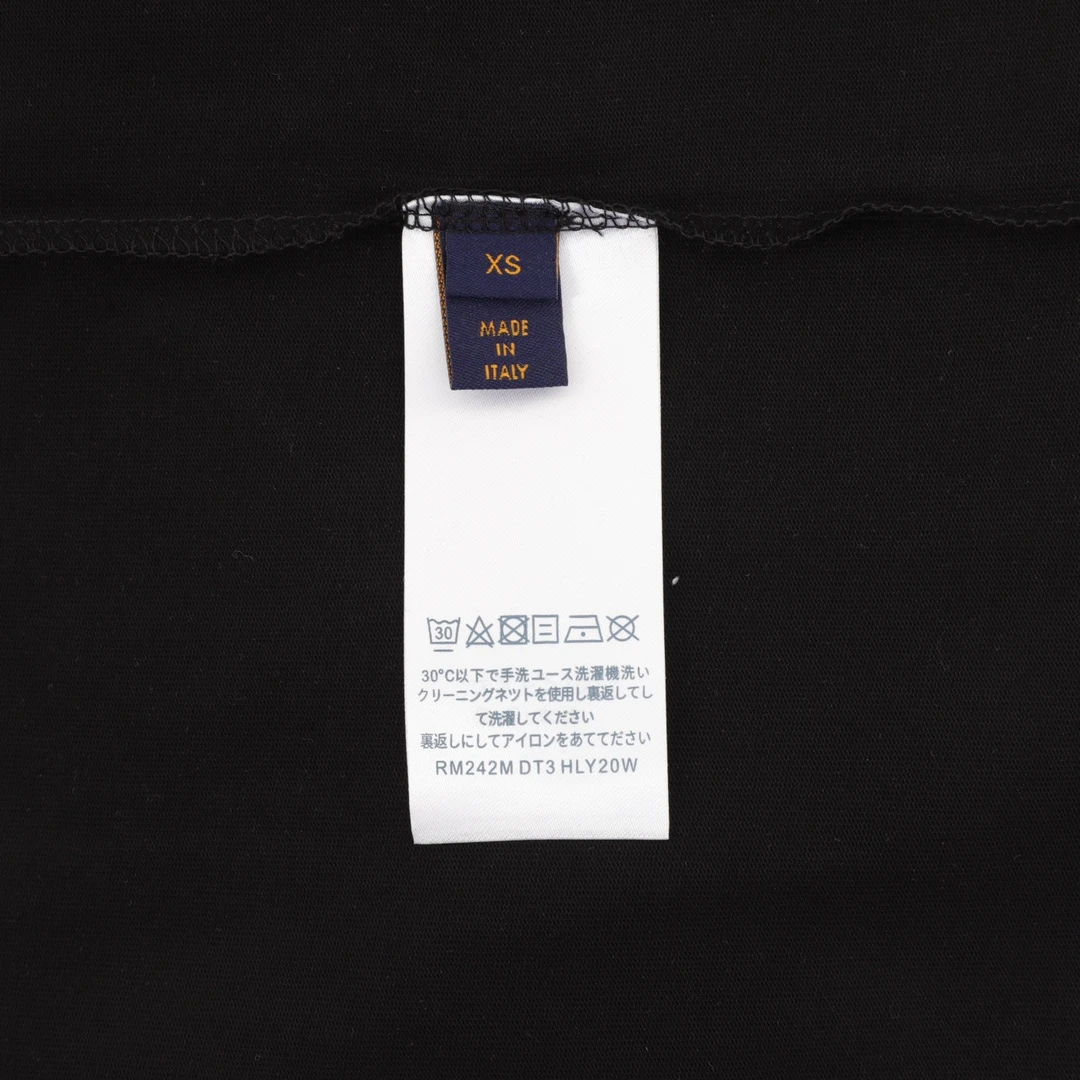 XS
MADE
IN
ITALY
30
30°C以下で手洗ユース洗濯機洗い
クリーニングネツトを使用し裏返してし
て洗濯してください
裏返しにしてアイロンをあててださい
RM242M DT3 HLY20W